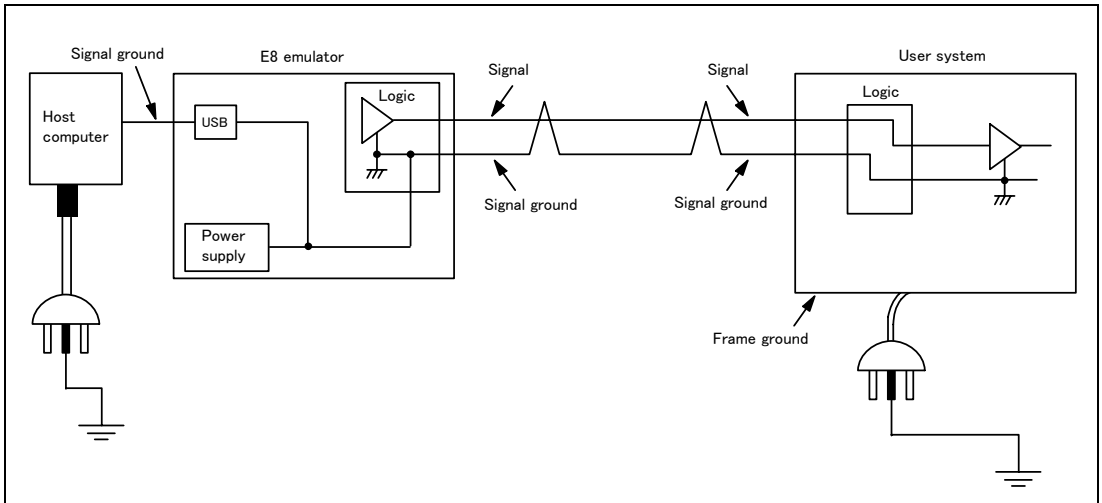 Signal ground
E8 emulator
Signal
Signal
User system
Host
computer
USB
Logic
Logic
Signal ground
Signal ground
Power
supply
Frame ground